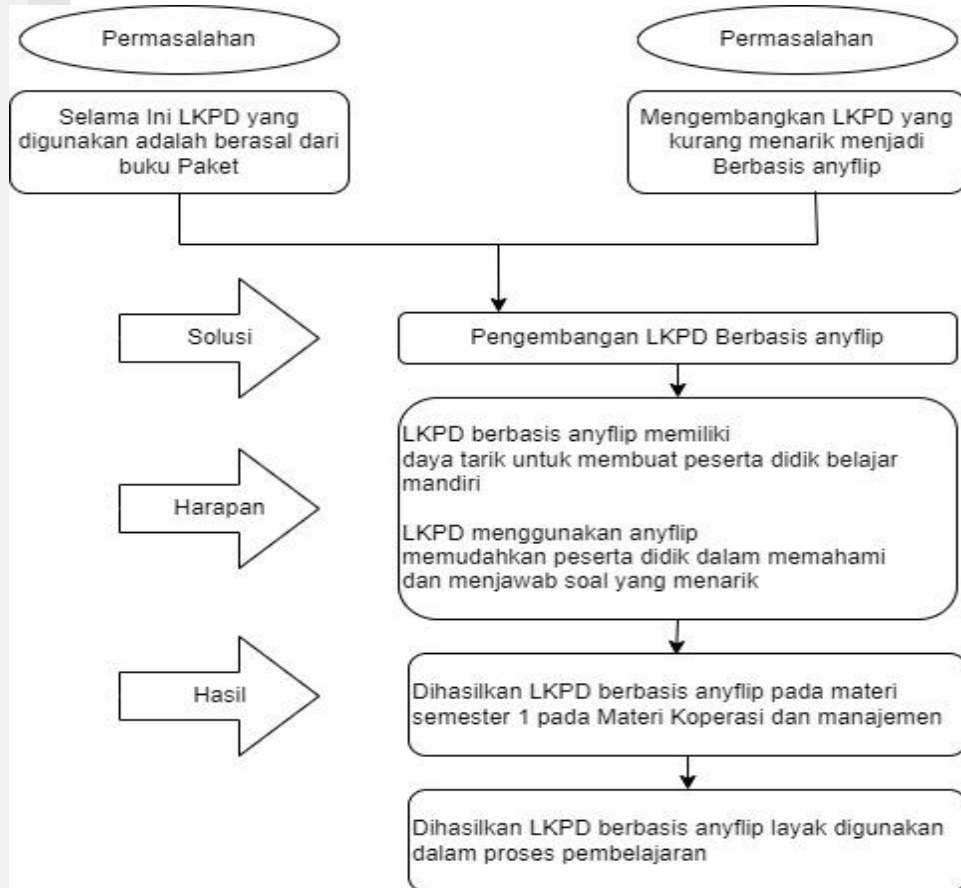 Permasalahan
Permasalahan
Selama Ini LKPD yang
digunakan adalah berasal dari
buku Paket
Mengembangkan LKPD yang
kurang menarik menjadi
Berbasis anyflip
Solusi
Pengembangan LKPD Berbasis anyflip
Harapan
LKPD berbasis anyflip memiliki
daya tarik untuk membuat peserta didik belajar
mandiri
LKPD menggunakan anyflip
memudahkan peserta didik dalam memahami
dan menjawab soal yang menarik
Hasil
Dihasilkan LKPD berbasis anyflip pada materi
semester 1 pada Materi Koperasi dan manajemen
Dihasilkan LKPD berbasis anyflip layak digunakan
dalam proses pembelajaran